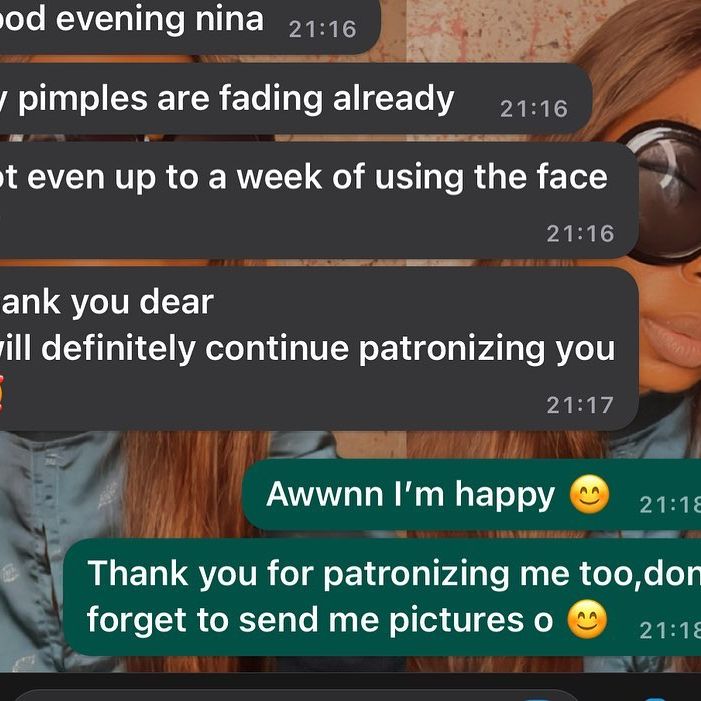 ood evening nina 21:16
y pimples are fading already 21:16
ot even up to a week of using the face
21:16
ank you dear
will definitely continue patronizing you
21:17
Awwnn I'm happy 😊 21:18
Thank you for patronizing me too,don
forget to send me pictures o 😊 21:18